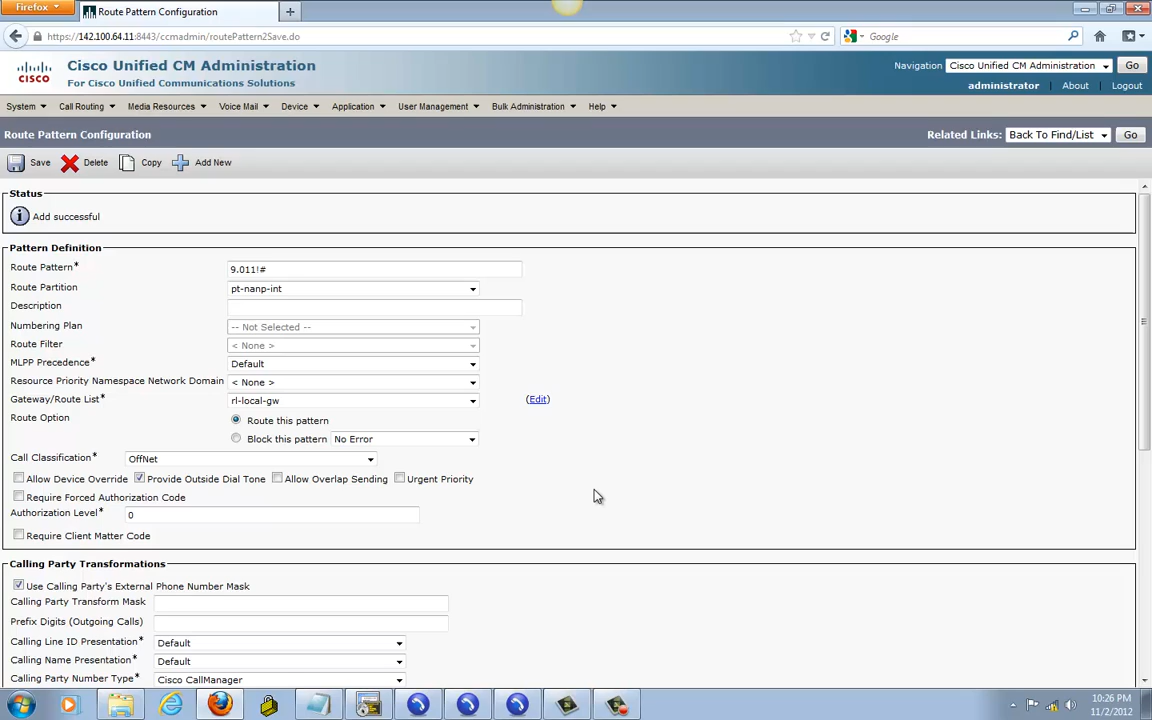 Firefox
Route Pattern Configuration
https://142.100.64.11:8443/ccmadmin/routePattern2Save.do
Google
CISCO
Cisco Unified CM Administration
For Cisco Unified Communications Solutions
Navigation Cisco Unified CM Administration Go
administrator About Logout
System Call Routing Media Resources Voice Mail Device Application User Management Bulk Administration Help
Route Pattern Configuration
Related Links: Back To Find/List Go
Save Delete Copy Add New
Status
Add successful
Pattern Definition
Route Pattern* 9.011!#
Route Partition pt-nanp-int
Description
Numbering Plan -- Not Selected --
Route Filter < None >
MLPP Precedence* Default
Resource Priority Namespace Network Domain < None >
Gateway/Route List* rl-local-gw (Edit)
Route Option Route this pattern
Block this pattern No Error
Call Classification* OffNet
Allow Device Override Provide Outside Dial Tone Allow Overlap Sending Urgent Priority
Require Forced Authorization Code
Authorization Level* 0
Require Client Matter Code
Calling Party Transformations
Use Calling Party's External Phone Number Mask
Calling Party Transform Mask
Prefix Digits (Outgoing Calls)
Calling Line ID Presentation* Default
Calling Name Presentation* Default
Calling Party Number Type* Cisco CallManager
10:26 PM
11/2/2012